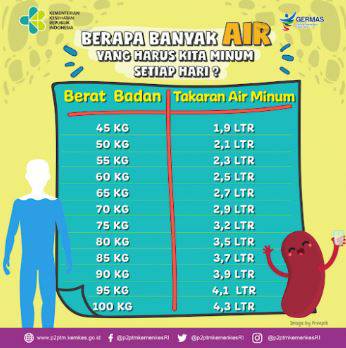 KEMENTERIAN
KESEHATAN
REPUBLIK
INDONESIA
GERMAS
BERAPA BANYAK AIR
YANG HARUS KITA MINUM
SETIAP HARI ?
Berat Badan Takaran Air Minum
45 KG 1,9 LTR
50 KG 2,1 LTR
55 KG 2,3 LTR
60 KG 2,5 LTR
65 KG 2,7 LTR
70 KG 2,9 LTR
75 KG 3,2 LTR
80 KG 3,5 LTR
85 KG 3,7 LTR
90 KG 3,9 LTR
95 KG 4,1 LTR
100 KG 4,3 LTR
Image by Freepik
www.p2ptm.kemkes.go.id @p2ptmkemenkesRI @p2ptmkemenkesRI @p2ptmkemenkesRI